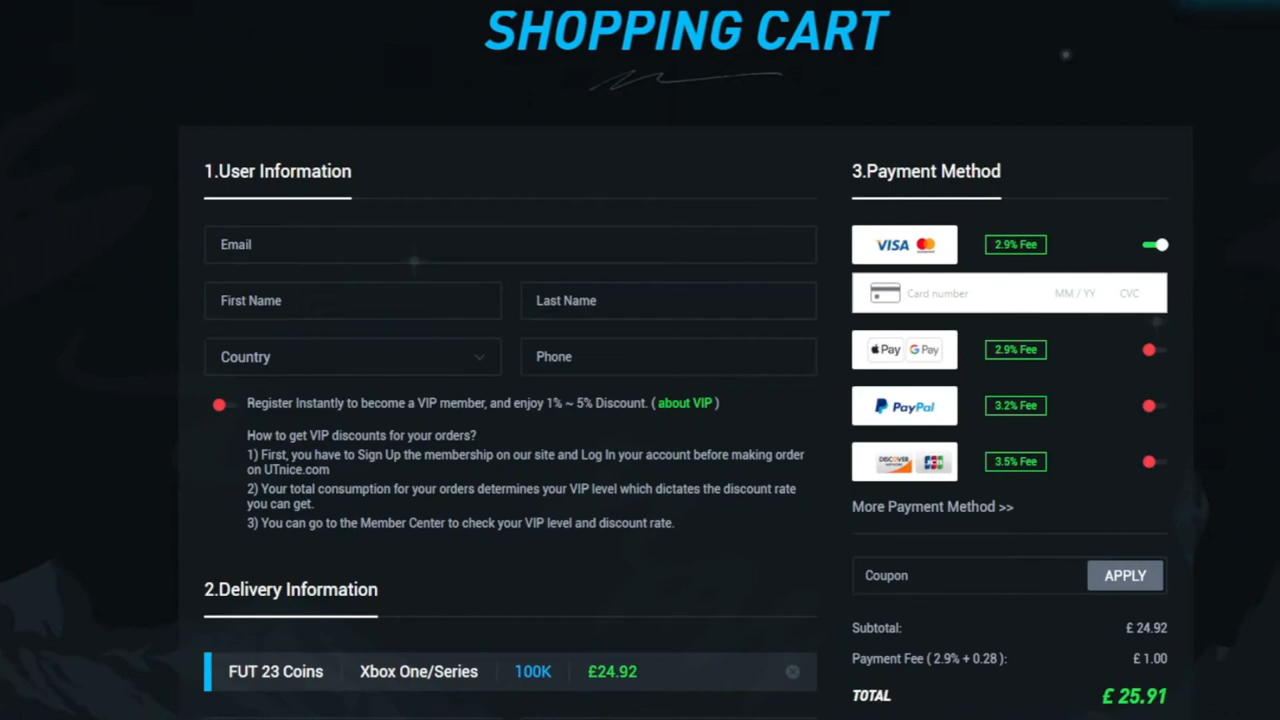 SHOPPING CART
1.User Information
Email
First Name
Last Name
Country
Phone
Register Instantly to become a VIP member, and enjoy 1% ~ 5% Discount. ( about VIP )
How to get VIP discounts for your orders?
1) First, you have to Sign Up the membership on our site and Log In your account before making order
on UTnice.com
2) Your total consumption for your orders determines your VIP level which dictates the discount rate
you can get.
3) You can go to the Member Center to check your VIP level and discount rate.
2.Delivery Information
FUT 23 Coins Xbox One/Series 100K £24.92
3.Payment Method
VISA 2.9% Fee
Card number MM / YY CVC
Pay G Pay 2.9% Fee
PayPal 3.2% Fee
DISCOVER NETWORK JCB 3.5% Fee
More Payment Method >>
Coupon APPLY
Subtotal: £ 24.92
Payment Fee ( 2.9% + 0.28 ): £ 1.00
TOTAL £ 25.91